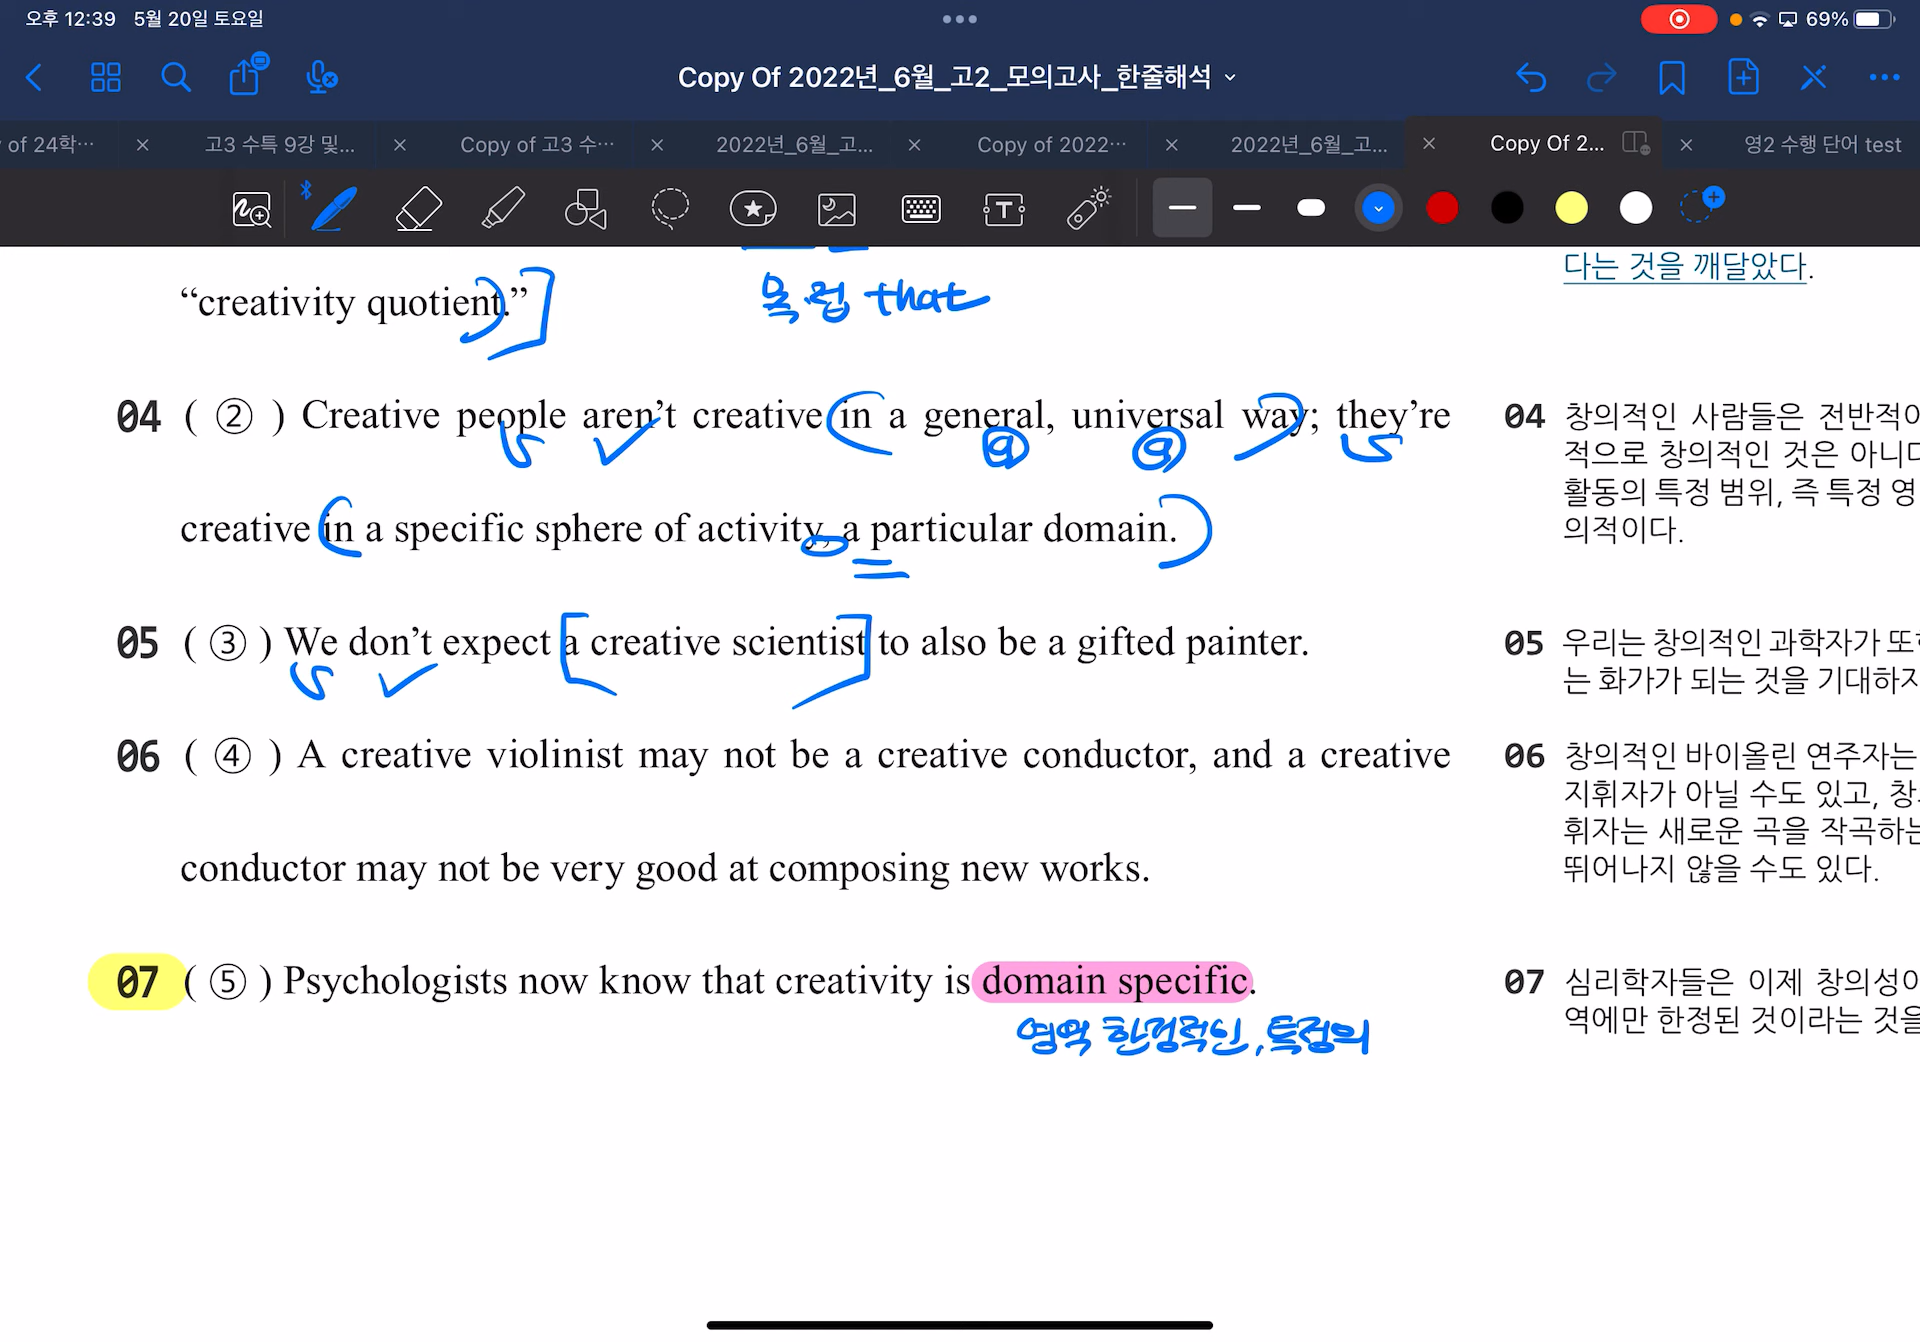 오후 12:39 5월 20일 토요일
69%
Copy Of 2022년_6월_고2_모의고사_한줄해석
of 24학…
고3 수특 9강 및...
Copy of 고3 수…
2022년_6월_고...
Copy of 2022…
2022년_6월_고...
Copy Of 2...
영2 수행 단어 test
다는 것을 깨달았다.
“creativity quotient.”
목.접 that
04 ( ② ) Creative people aren’t creative in a general, universal way; they’re
S S
a a
creative in a specific sphere of activity, a particular domain.
04 창의적인 사람들은 전반적이
적으로 창의적인 것은 아니다
활동의 특정 범위, 즉 특정 영
의적이다.
05 ( ③ ) We don’t expect a creative scientist to also be a gifted painter.
S
05 우리는 창의적인 과학자가 또한
는 화가가 되는 것을 기대하지
06 ( ④ ) A creative violinist may not be a creative conductor, and a creative
conductor may not be very good at composing new works.
06 창의적인 바이올린 연주자는
지휘자가 아닐 수도 있고, 창
휘자는 새로운 곡을 작곡하는
뛰어나지 않을 수도 있다.
07 ( ⑤ ) Psychologists now know that creativity is domain specific.
영역 한정적인, 특정의
07 심리학자들은 이제 창의성이
역에만 한정된 것이라는 것을